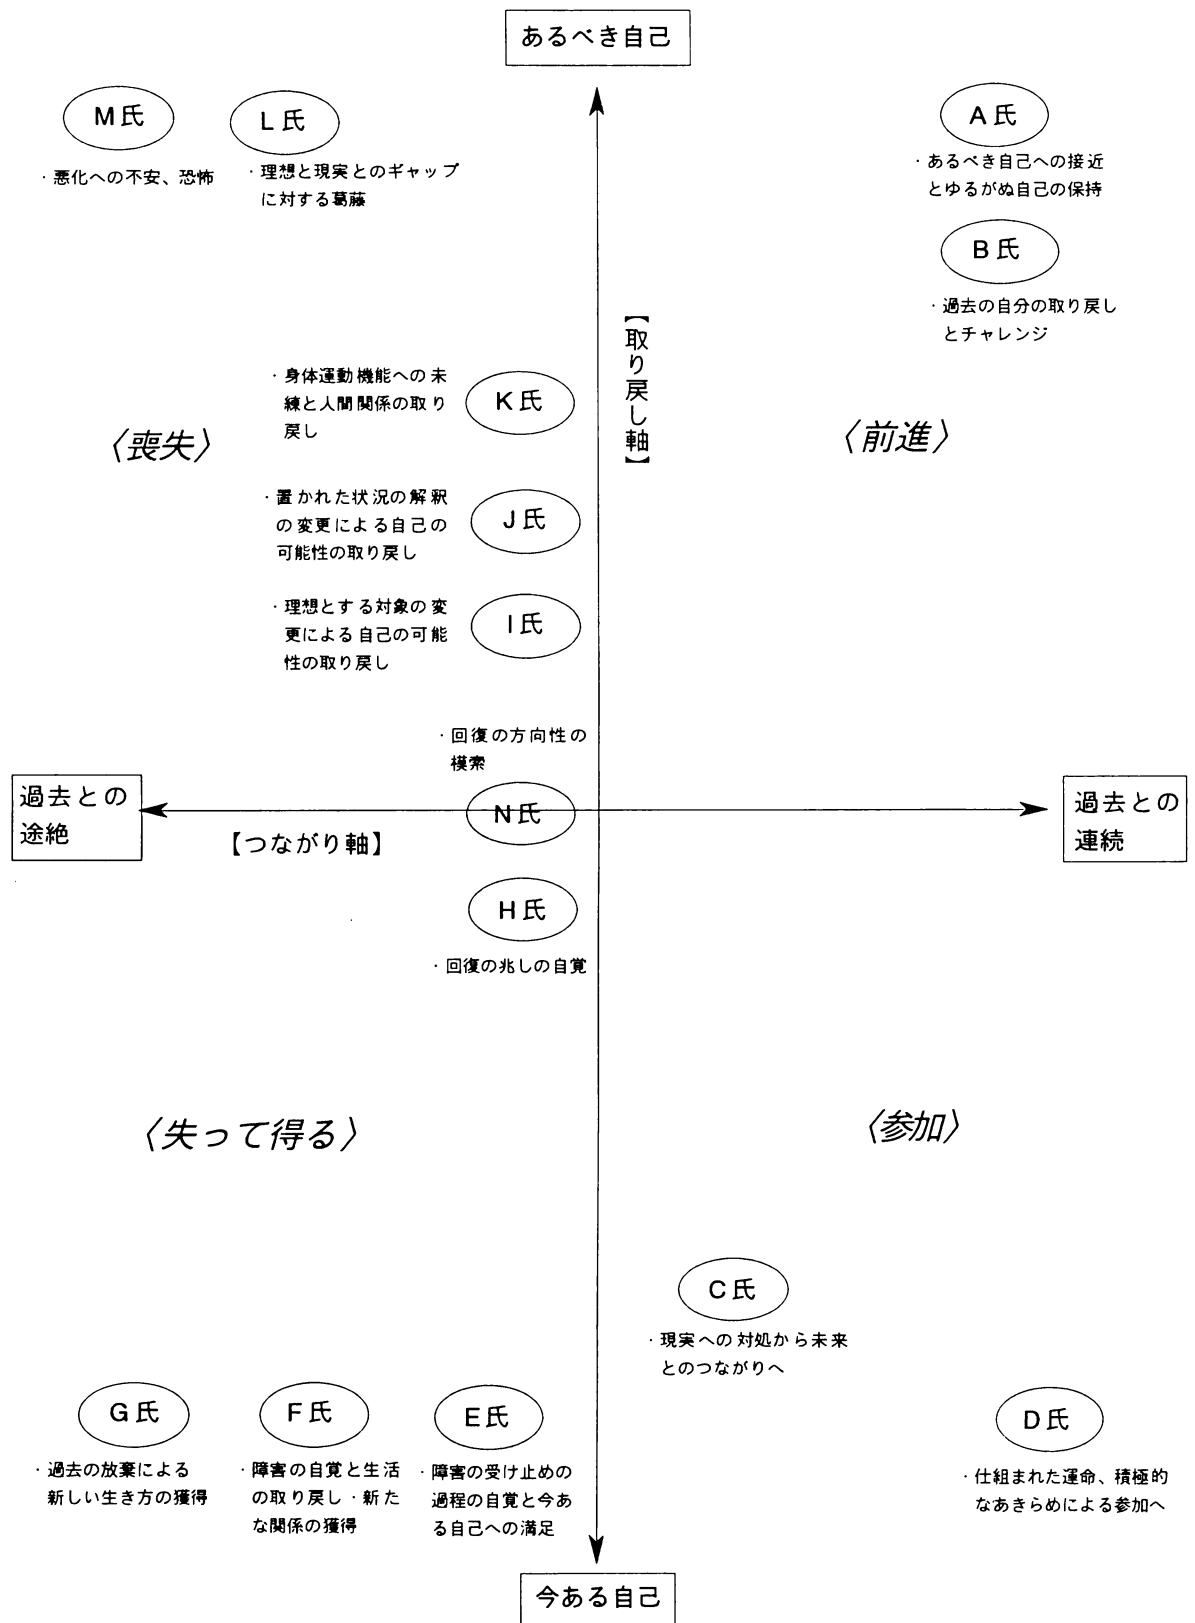 あるべき自己
M氏
・悪化への不安、恐怖
L氏
・理想と現実とのギャップ
に対する葛藤
A氏
・あるべき自己への接近
とゆるがぬ自己の保持
B氏
・過去の自分の取り戻し
とチャレンジ
【取り戻し軸】
・身体運動機能への未
練と人間関係の取り
戻し
K氏
〈喪失〉
〈前進〉
・置かれた状況の解釈
の変更による自己の
可能性の取り戻し
J氏
・理想とする対象の変
更による自己の可能
性の取り戻し
I氏
・回復の方向性の
模索
N氏
過去との
途絶
【つながり軸】
過去との
連続
H氏
・回復の兆しの自覚
〈失って得る〉
〈参加〉
C氏
・現実への対処から未来
とのつながりへ
G氏
・過去の放棄による
新しい生き方の獲得
F氏
・障害の自覚と生活
の取り戻し・新た
な関係の獲得
E氏
・障害の受け止めの
過程の自覚と今あ
る自己への満足
D氏
・仕組まれた運命、積極的
なあきらめによる参加へ
今ある自己